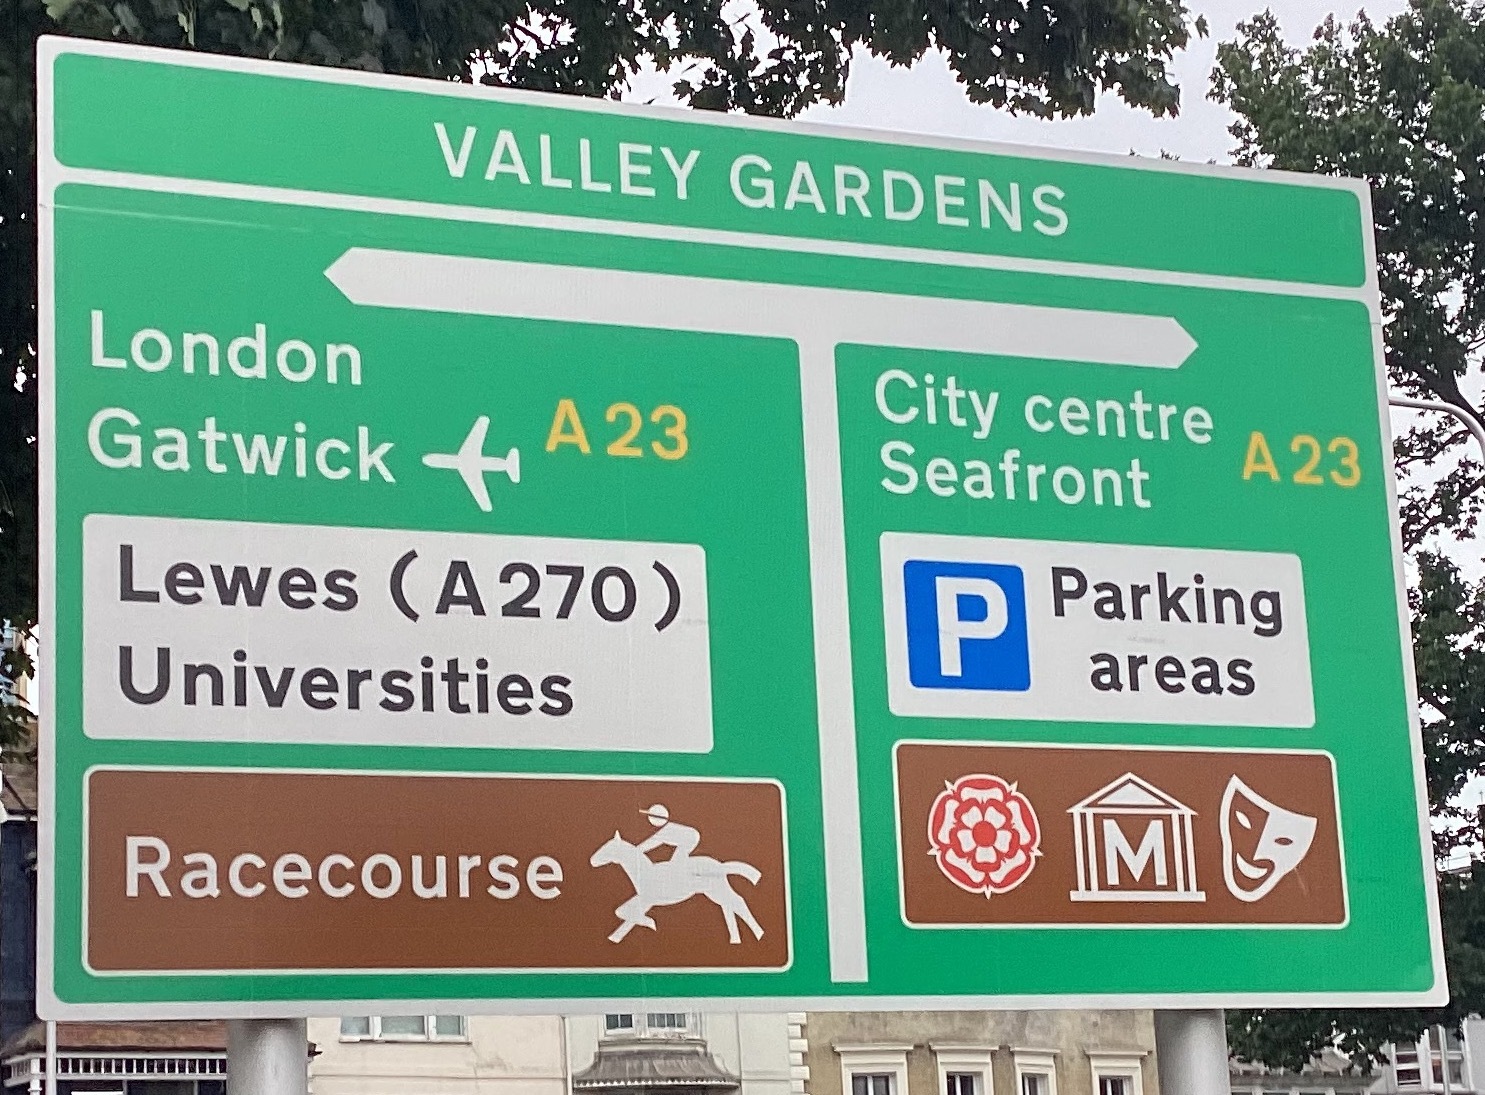 VALLEY GARDENS
London
Gatwick A23
Lewes (A270)
Universities
Racecourse
City centre
Seafront A23
P Parking
areas
M